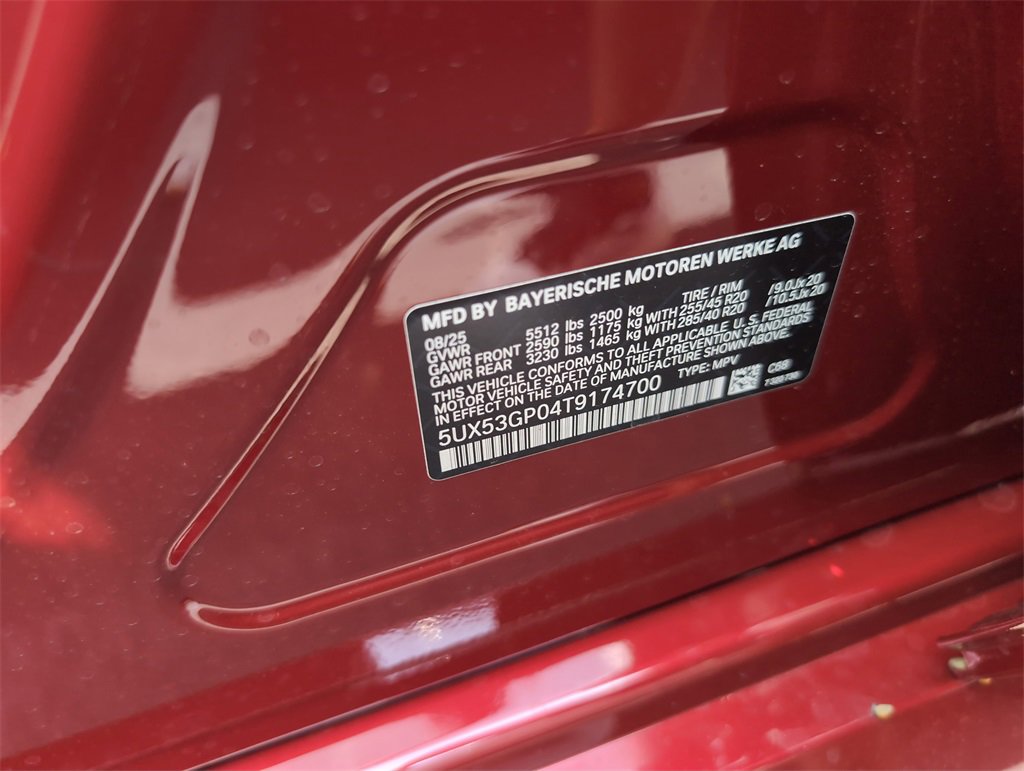 MFD BY BAYERISCHE MOTOREN WERKE AG
08/25 TIRE / RIM
GVWR 5512 lbs 2500 kg
GAWR FRONT 2590 lbs 1175 kg WITH 255/45 R20 /9.0Jx20
GAWR REAR 3230 lbs 1465 kg WITH 285/40 R20 /10.5Jx20
THIS VEHICLE CONFORMS TO ALL APPLICABLE U. S. FEDERAL
MOTOR VEHICLE SAFETY AND THEFT PREVENTION STANDARDS
IN EFFECT ON THE DATE OF MANUFACTURE SHOWN ABOVE.
5UX53GP04T9174700 TYPE: MPV